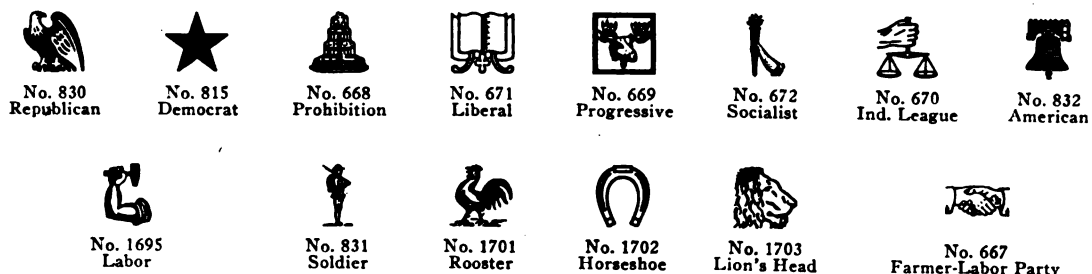 No. 830
Republican
No. 815
Democrat
No. 668
Prohibition
No. 671
Liberal
No. 669
Progressive
No. 672
Socialist
No. 670
Ind. League
No. 832
American
No. 1695
Labor
No. 831
Soldier
No. 1701
Rooster
No. 1702
Horseshoe
No. 1703
Lion's Head
No. 667
Farmer-Labor Party